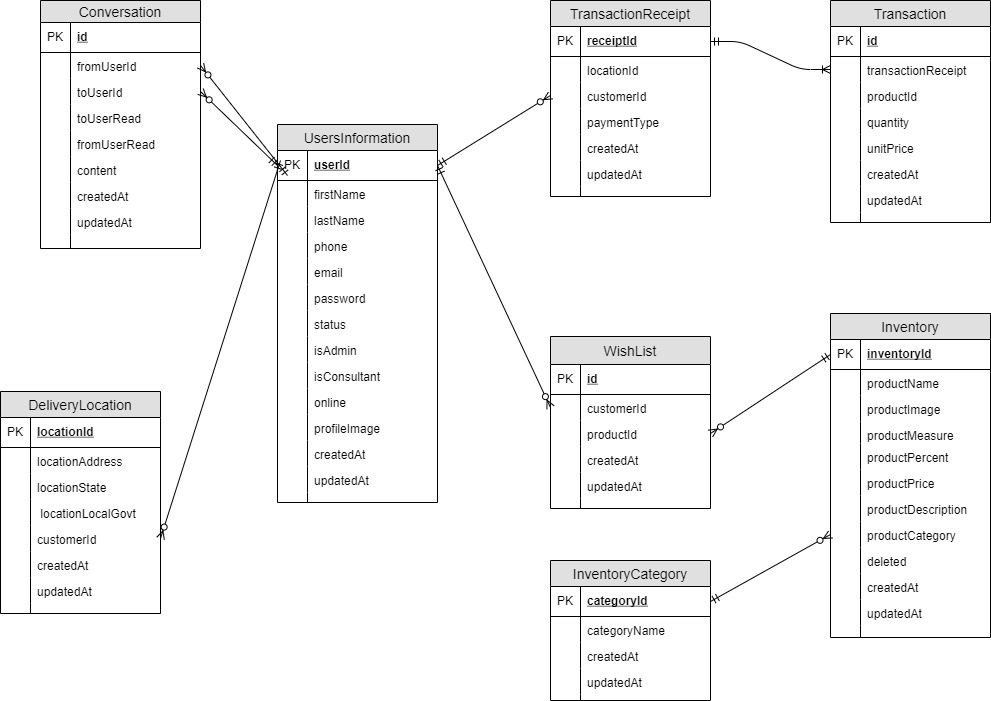 Conversation
PK id
fromUserId
toUserId
toUserRead
fromUserRead
content
createdAt
updatedAt
UsersInformation
PK userId
firstName
lastName
phone
email
password
status
isAdmin
isConsultant
online
profileImage
createdAt
updatedAt
DeliveryLocation
PK locationId
locationAddress
locationState
locationLocalGovt
customerId
createdAt
updatedAt
TransactionReceipt
PK receiptId
locationId
customerId
paymentType
createdAt
updatedAt
Transaction
PK id
transactionReceipt
productId
quantity
unitPrice
createdAt
updatedAt
WishList
PK id
customerId
productId
createdAt
updatedAt
Inventory
PK inventoryId
productName
productImage
productMeasure
productPercent
productPrice
productDescription
productCategory
deleted
createdAt
updatedAt
InventoryCategory
PK categoryId
categoryName
createdAt
updatedAt